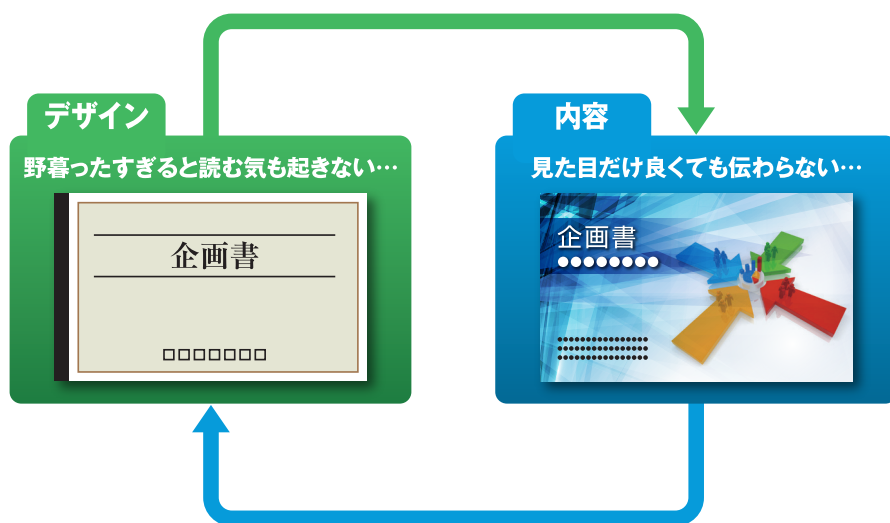 デザイン
野暮ったすぎると読む気も起きない…
企画書
□□□□□□□
内容
見た目だけ良くても伝わらない…
企画書
●●●●●●●●
●●●●●●●●●●●●●●●●
●●●●●●●●●●●●●●●●
●●●●●●●●●●●●●●●●